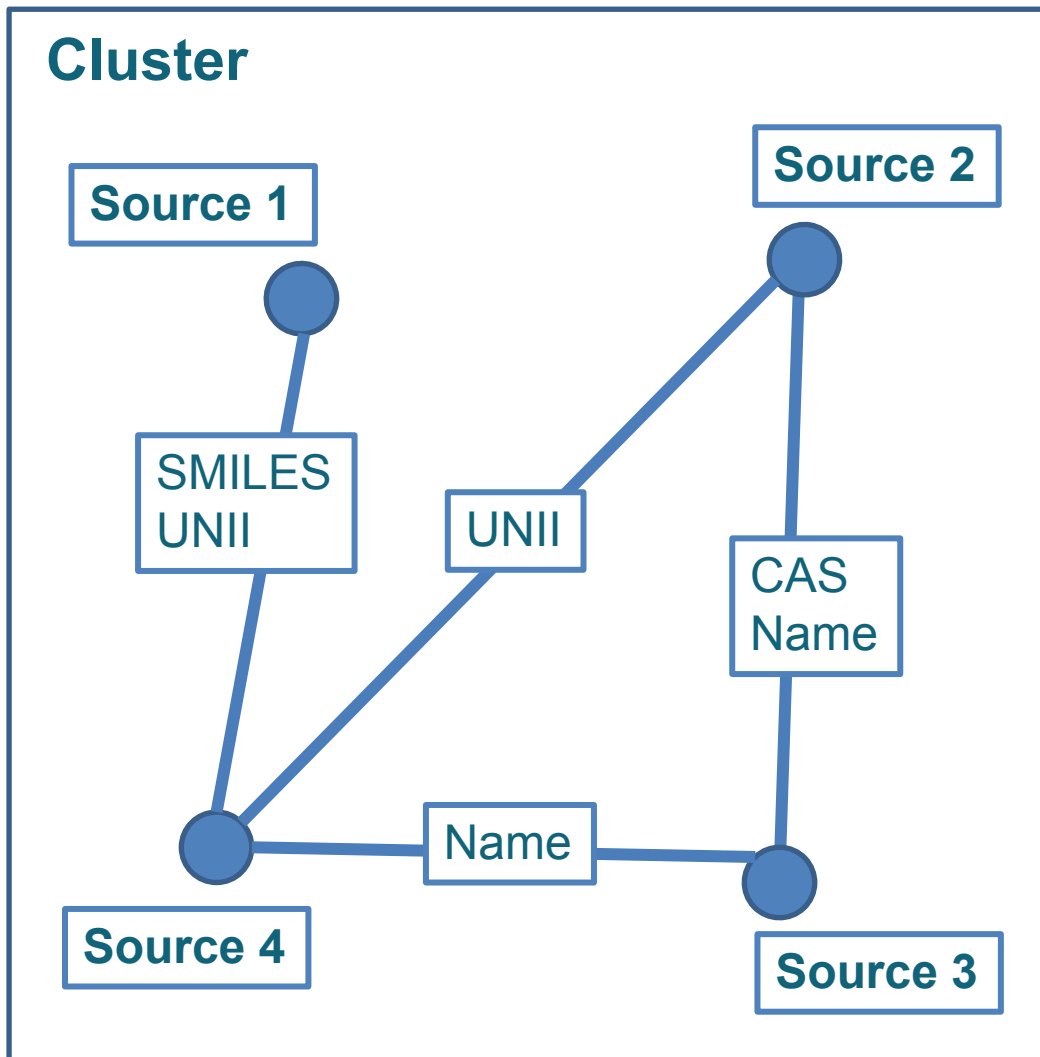 Cluster
Source 1
Source 2
SMILES
UNII
UNII
CAS
Name
Name
Source 4
Source 3